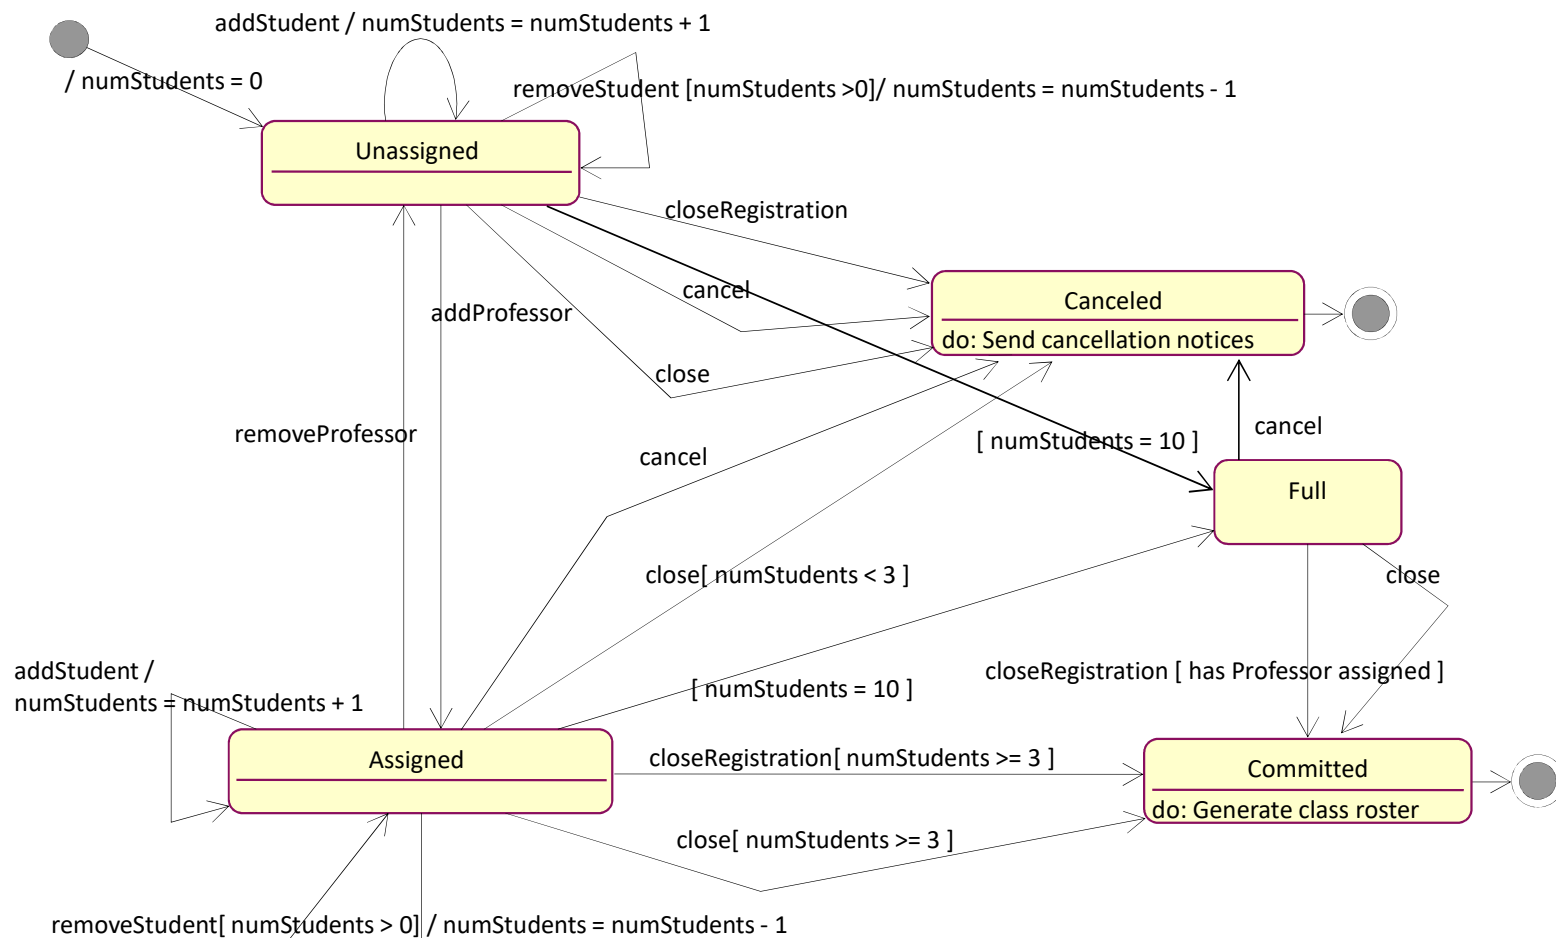 addStudent / numStudents = numStudents + 1
/ numStudents = 0
removeStudent [numStudents >0]/ numStudents = numStudents - 1
Unassigned
closeRegistration
cancel
addProfessor
Canceled
do: Send cancellation notices
close
removeProfessor
cancel
[ numStudents = 10 ]
cancel
Full
close[ numStudents < 3 ]
close
addStudent /
numStudents = numStudents + 1
[ numStudents = 10 ]
closeRegistration [ has Professor assigned ]
Assigned
closeRegistration[ numStudents >= 3 ]
Committed
do: Generate class roster
close[ numStudents >= 3 ]
removeStudent[ numStudents > 0] / numStudents = numStudents - 1